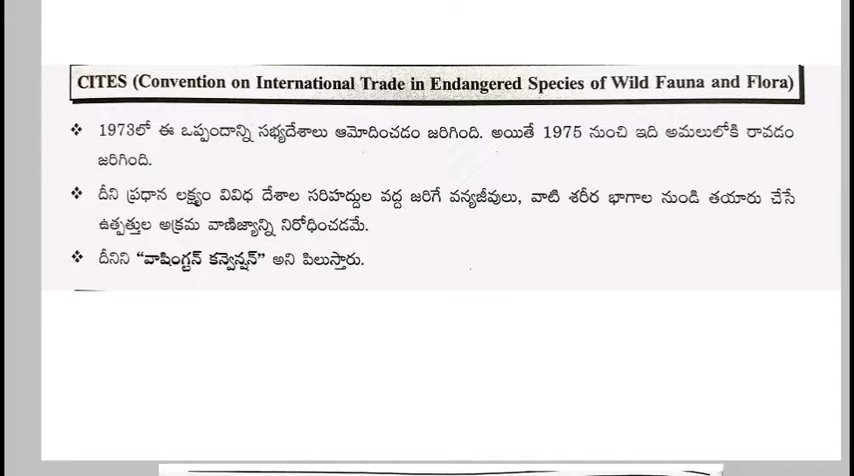 CITES (Convention on International Trade in Endangered Species of Wild Fauna and Flora)
❖ 1973లో ఈ ఒప్పందాన్ని సభ్యదేశాలు ఆమోదించడం జరిగింది. అయితే 1975 నుంచి ఇది అమలులోకి రావడం
జరిగింది.
❖ దీని ప్రధాన లక్ష్యం వివిధ దేశాల సరిహద్దుల వద్ద జరిగే వన్యజీవులు, వాటి శరీర భాగాల నుండి తయారు చేసే
ఉత్పత్తుల అక్రమ వాణిజ్యాన్ని నిరోధించడమే.
❖ దీనిని “వాషింగ్టన్ కన్వెన్షన్” అని పిలుస్తారు.